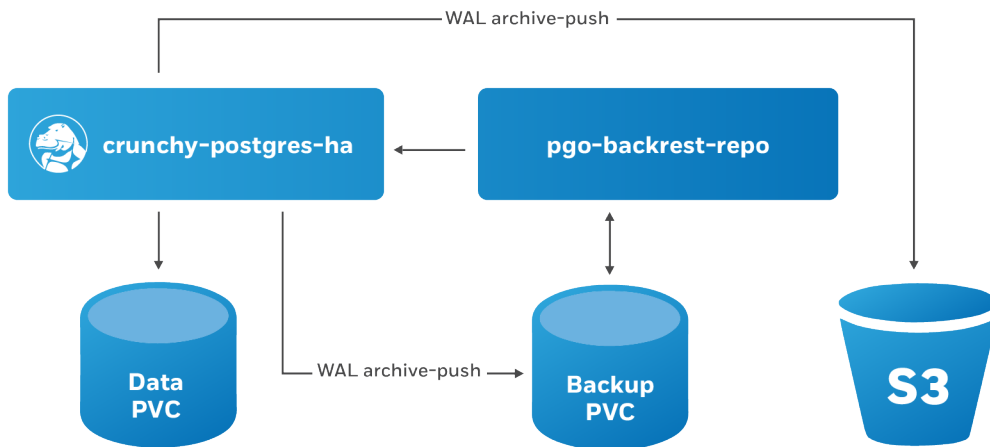 WAL archive-push
crunchy-postgres-ha
pgo-backrest-repo
WAL archive-push
Data
PVC
Backup
PVC
S3